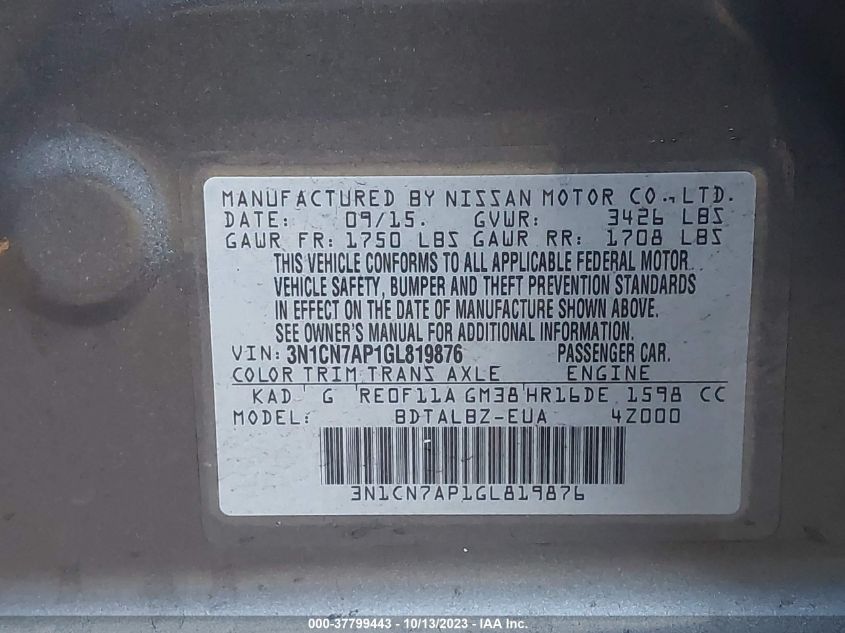 MANUFACTURED BY NISSAN MOTOR CO., LTD.
DATE: 09/15. GVWR: 3426 LBS
GAWR FR: 1750 LBS GAWR RR: 1708 LBS
THIS VEHICLE CONFORMS TO ALL APPLICABLE FEDERAL MOTOR
VEHICLE SAFETY, BUMPER AND THEFT PREVENTION STANDARDS
IN EFFECT ON THE DATE OF MANUFACTURE SHOWN ABOVE.
SEE OWNER'S MANUAL FOR ADDITIONAL INFORMATION.
VIN: 3N1CN7AP1GL819876 PASSENGER CAR.
COLOR TRIM TRANS AXLE ENGINE
KAD G RE0F11A GM38 HR16DE 1598 CC
MODEL: BDTALBZ-EUA 4Z000
3N1CN7AP1GL819876
000-37799443 - 10/13/2023 - IAA Inc.